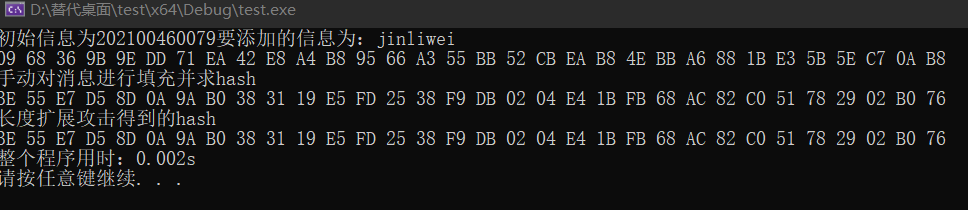 D:\替代桌面\test\x64\Debug\test.exe
初始信息为202100460079要添加的信息为：jinliwei
09 68 36 9B 9E DD 71 EA 42 E8 A4 B8 95 66 A3 55 BB 52 CB EA B8 4E BB A6 88 1B E3 5B 5E C7 0A B8
手动对消息进行填充并求hash
3E 55 E7 D5 8D 0A 9A B0 38 31 19 E5 FD 25 38 F9 DB 02 04 E4 1B FB 68 AC 82 C0 51 78 29 02 B0 76
长度扩展攻击得到的hash
3E 55 E7 D5 8D 0A 9A B0 38 31 19 E5 FD 25 38 F9 DB 02 04 E4 1B FB 68 AC 82 C0 51 78 29 02 B0 76
整个程序用时：0.002s
请按任意键继续. . .